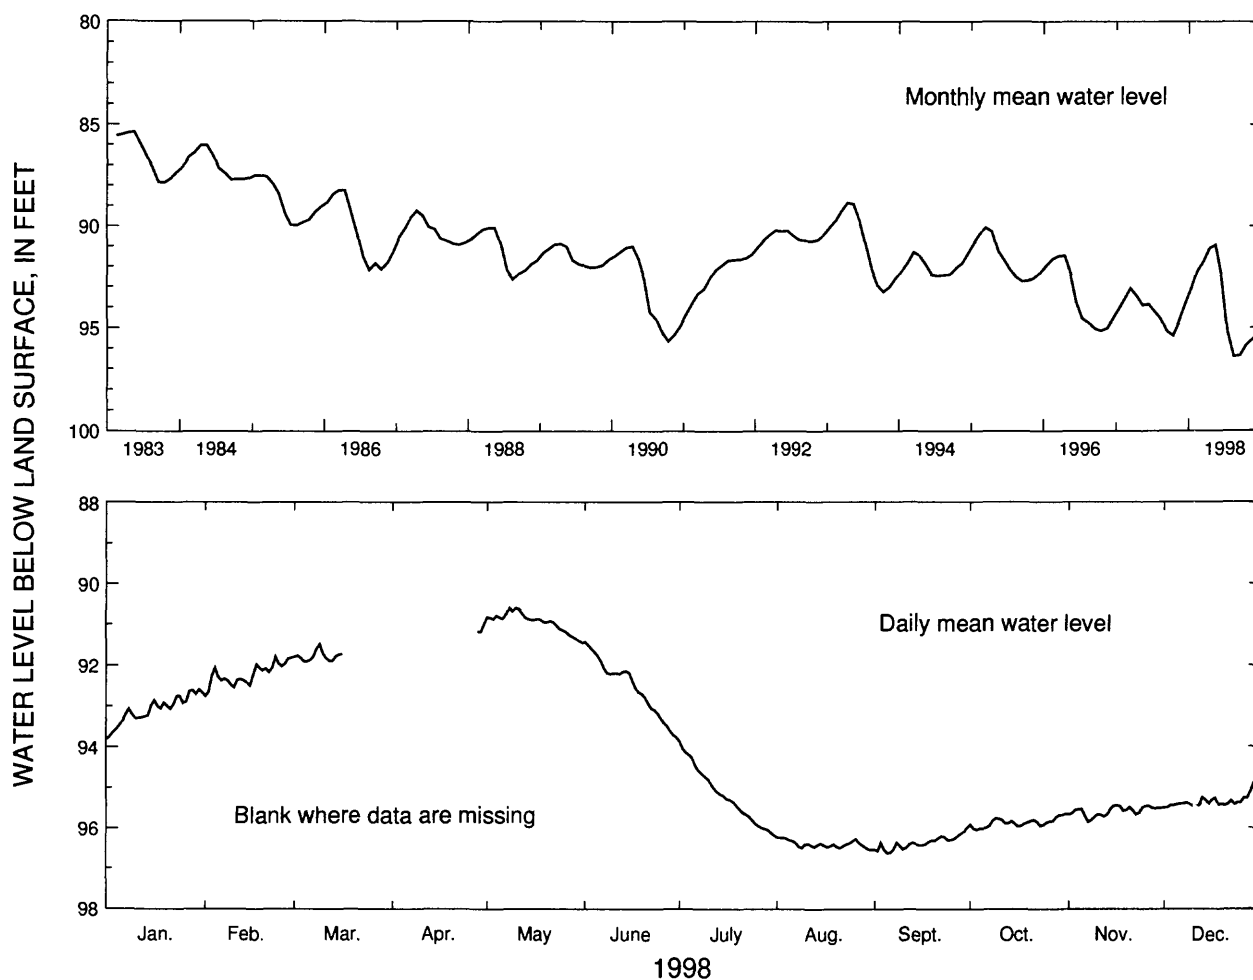 WATER LEVEL BELOW LAND SURFACE, IN FEET
80
85
90
95
100
Monthly mean water level
1983 1984 1986 1988 1990 1992 1994 1996 1998
88
90
92
94
96
98
Daily mean water level
Blank where data are missing
Jan. Feb. Mar. Apr. May June July Aug. Sept. Oct. Nov. Dec.
1998